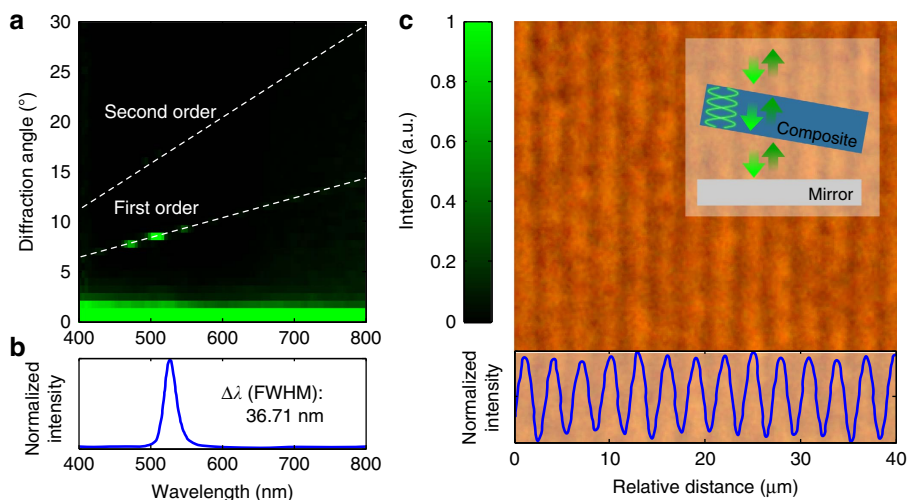 a
30
25
20
15
10
5
0
Diffraction angle (°)
Second order
First order
400 500 600 700 800
1
0.8
0.6
0.4
0.2
0
Intensity (a.u.)
b
Normalized
intensity
Δλ (FWHM):
36.71 nm
400 500 600 700 800
Wavelength (nm)
c
Composite
Mirror
Normalized
intensity
0 10 20 30 40
Relative distance (μm)